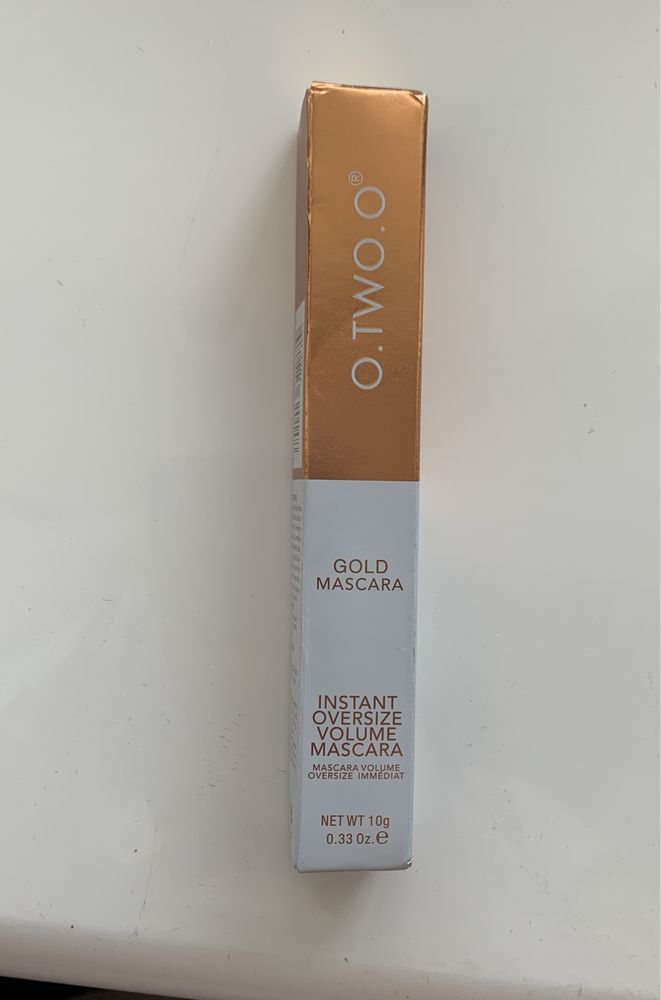 O.TWO.O®
GOLD
MASCARA
INSTANT
OVERSIZE
VOLUME
MASCARA
MASCARA VOLUME
OVERSIZE IMMÉDIAT
NET WT 10g
0.33 Oz.℮